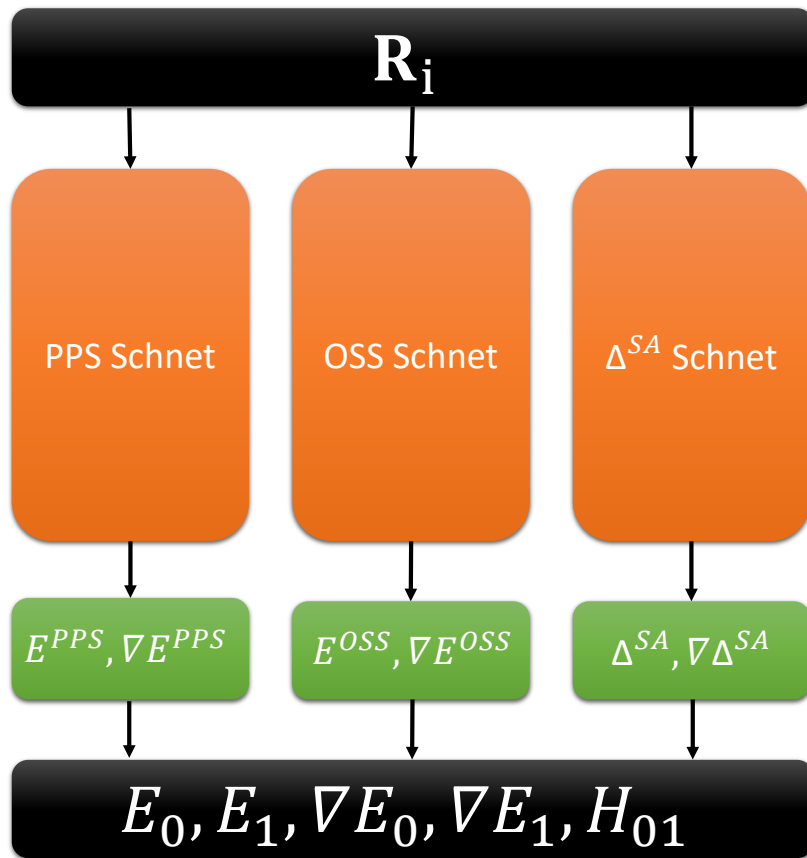 Rᵢ
PPS Schnet
OSS Schnet
Δ^{SA} Schnet
E^{PPS}, ∇E^{PPS}
E^{OSS}, ∇E^{OSS}
Δ^{SA}, ∇Δ^{SA}
E₀, E₁, ∇E₀, ∇E₁, H₀₁